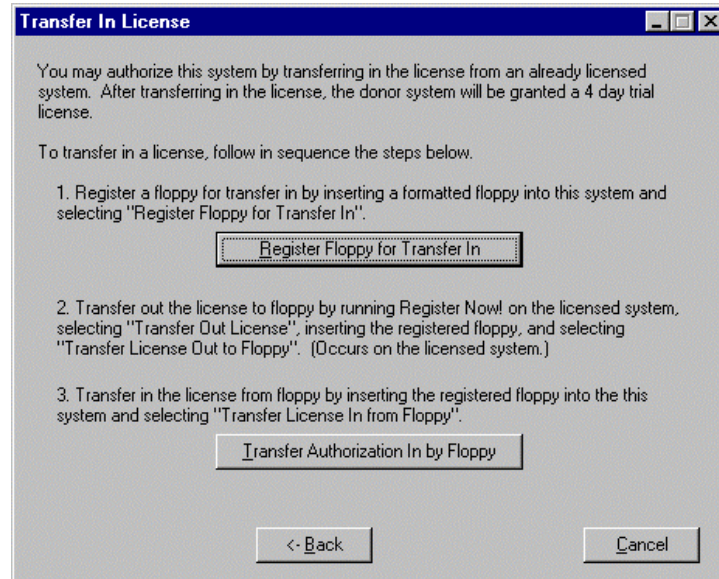 Transfer In License
You may authorize this system by transferring in the license from an already licensed
system.  After transferring in the license, the donor system will be granted a 4 day trial
license.
To transfer in a license, follow in sequence the steps below.
1. Register a floppy for transfer in by inserting a formatted floppy into this system and
selecting "Register Floppy for Transfer In".
Register Floppy for Transfer In
2. Transfer out the license to floppy by running Register Now! on the licensed system,
selecting "Transfer Out License", inserting the registered floppy, and selecting
"Transfer License Out to Floppy".  (Occurs on the licensed system.)
3. Transfer in the license from floppy by inserting the registered floppy into the this
system and selecting "Transfer License In from Floppy".
Transfer Authorization In by Floppy
<- Back
Cancel